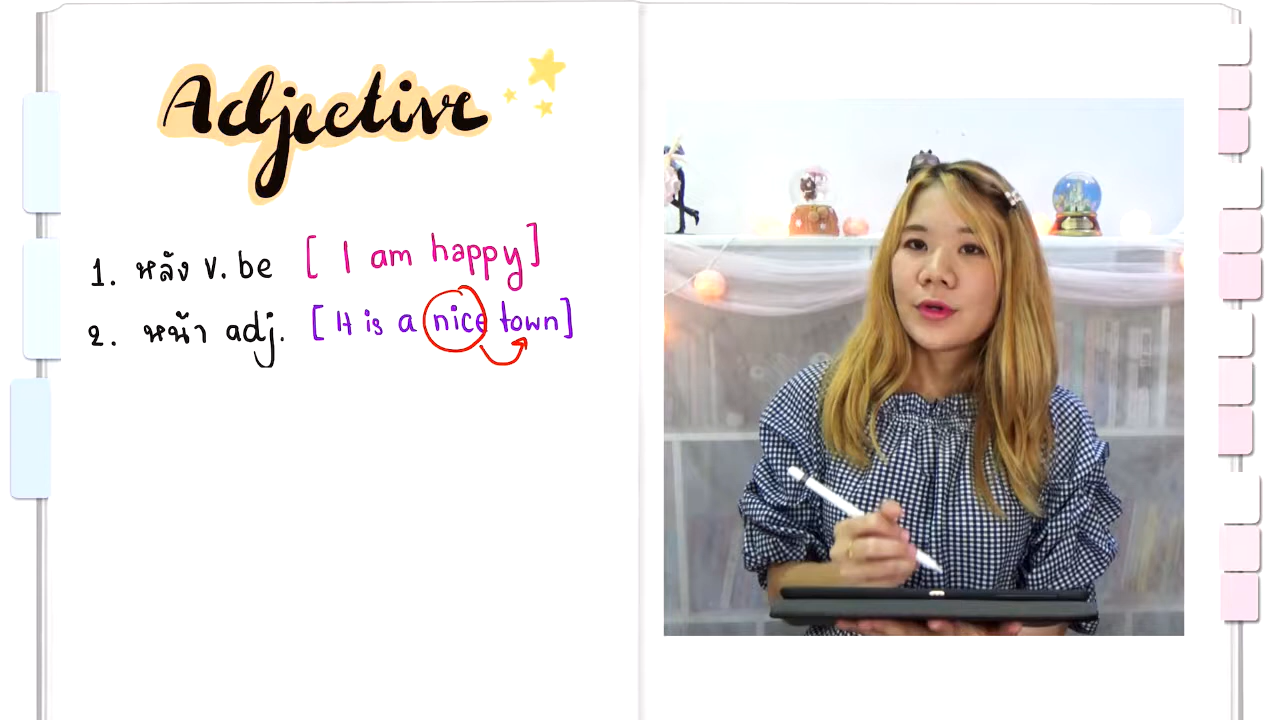 Adjective
1. หลัง v. be [ I am happy]
2. หน้า adj. [ It is a nice town]